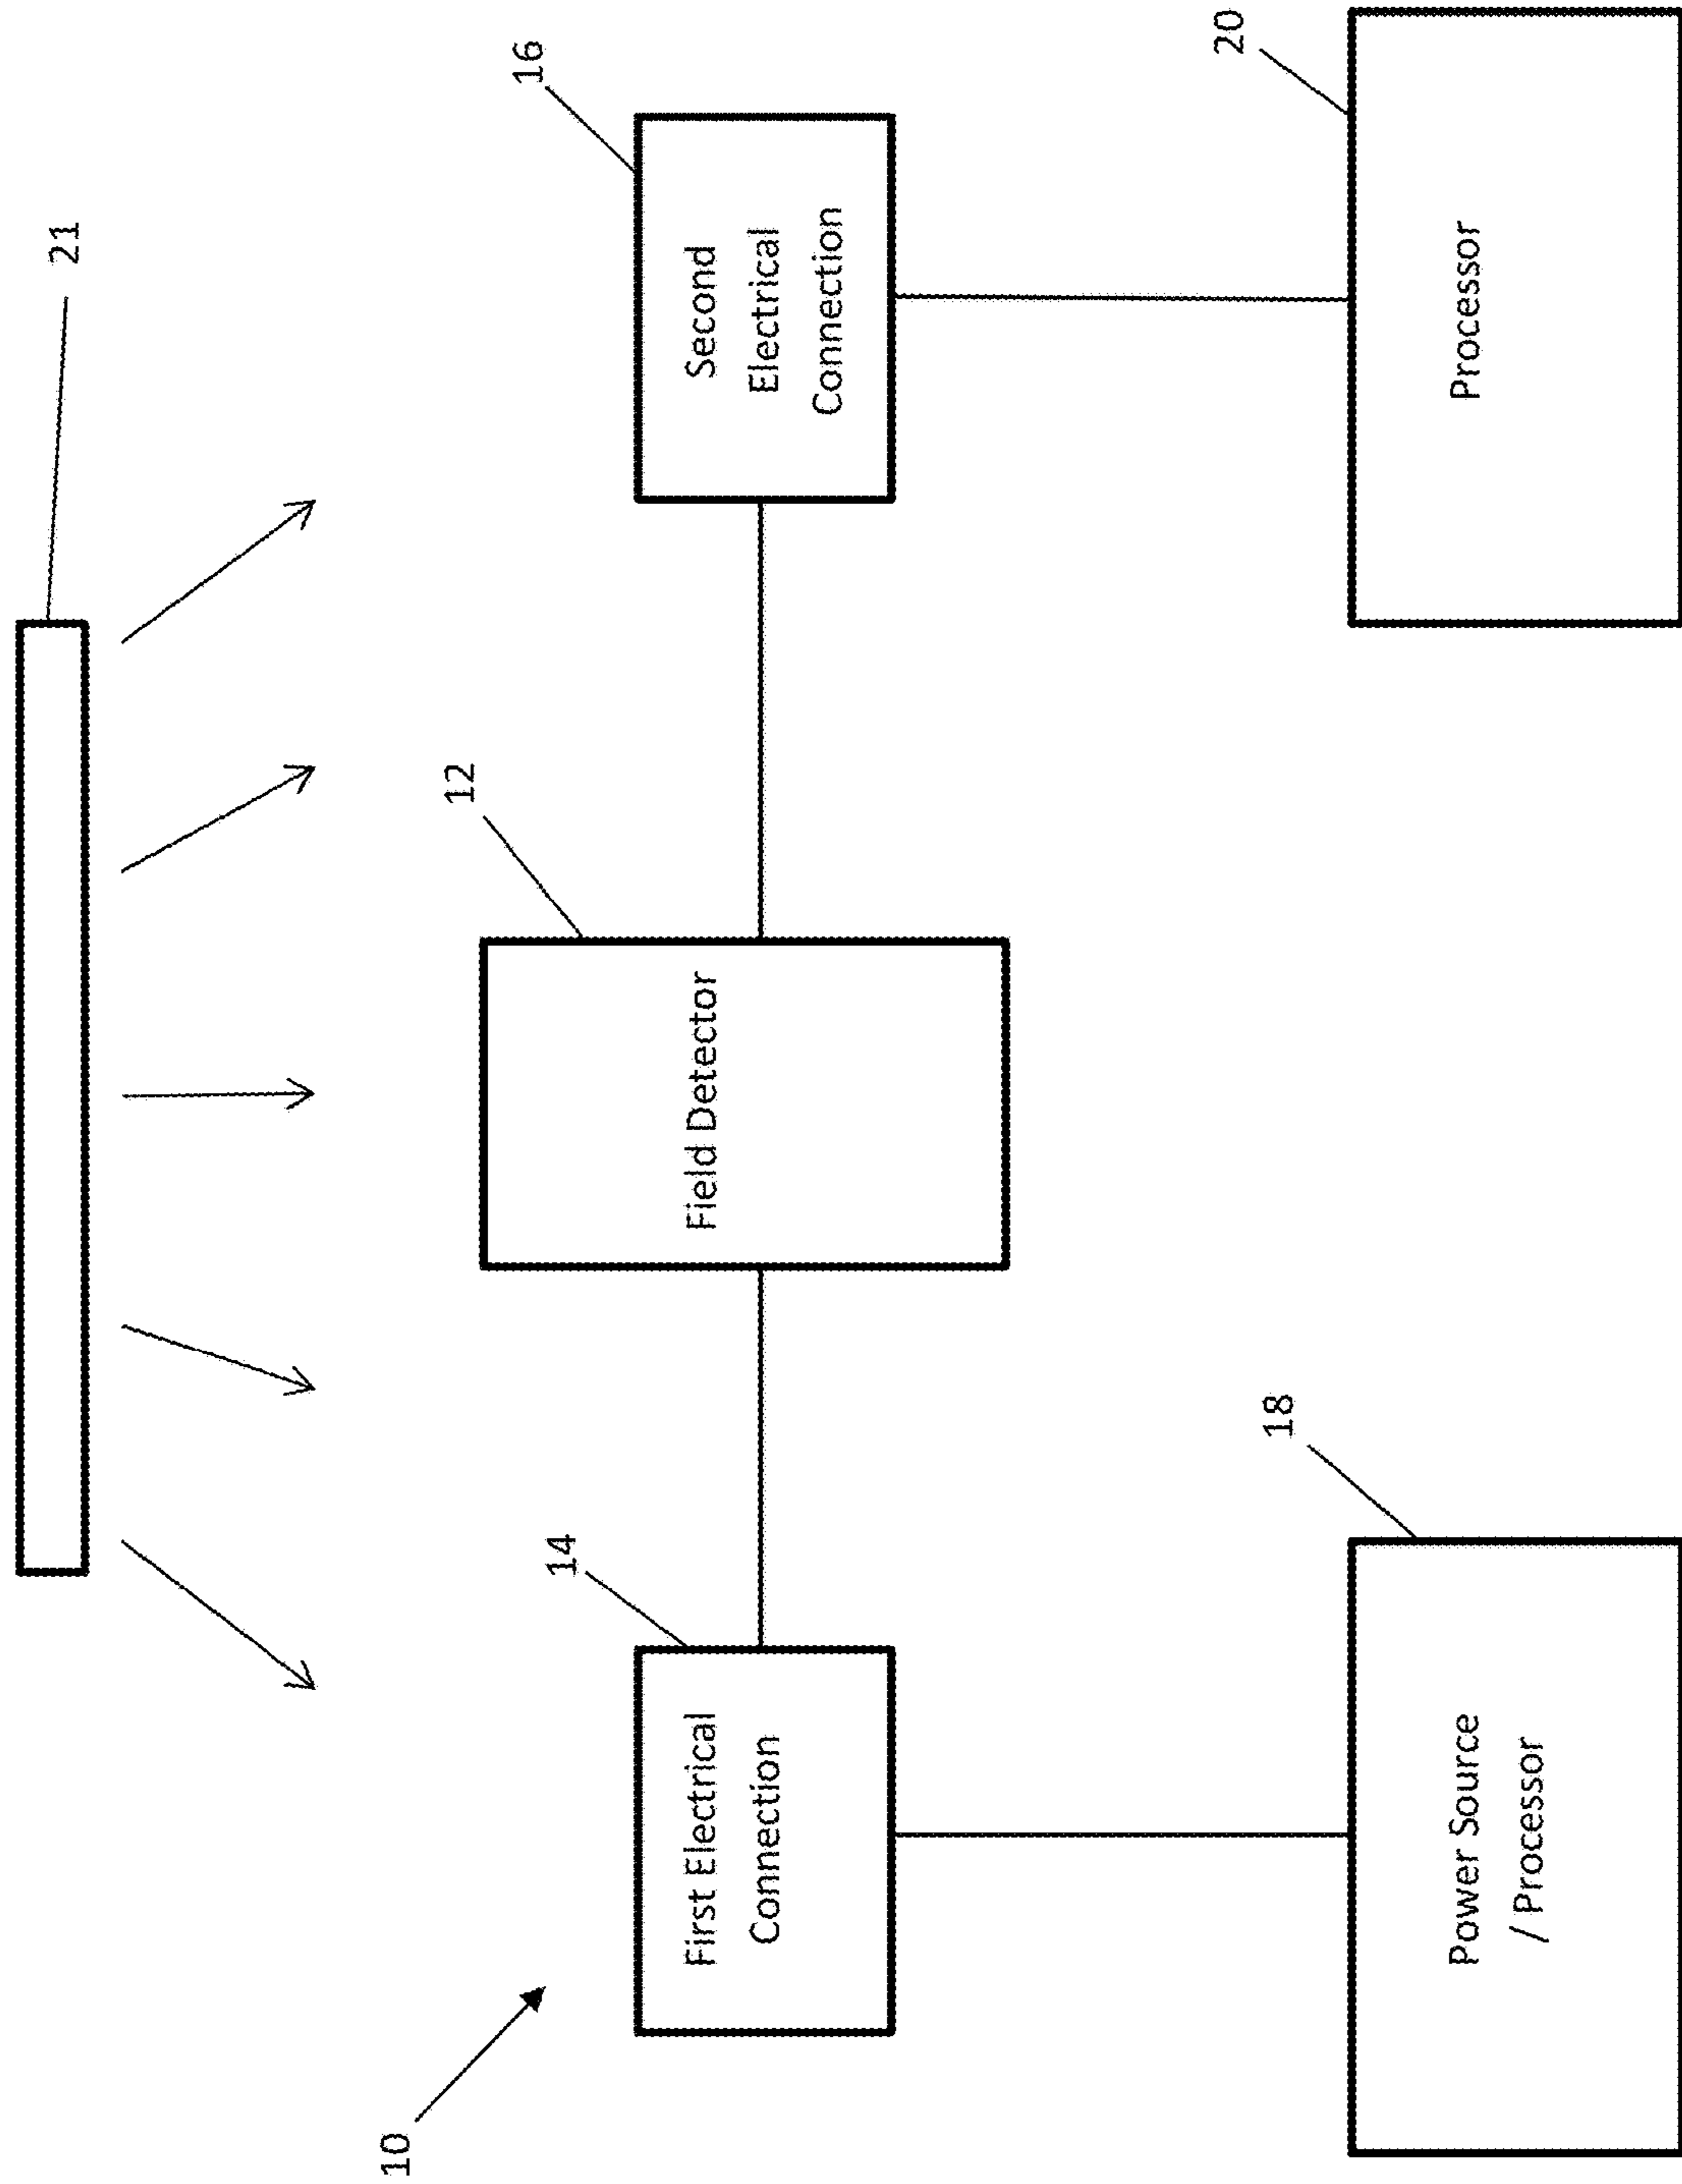 21
10
14
First Electrical
Connection
12
Field Detector
16
Second
Electrical
Connection
18
Power Source
/ Processor
20
Processor